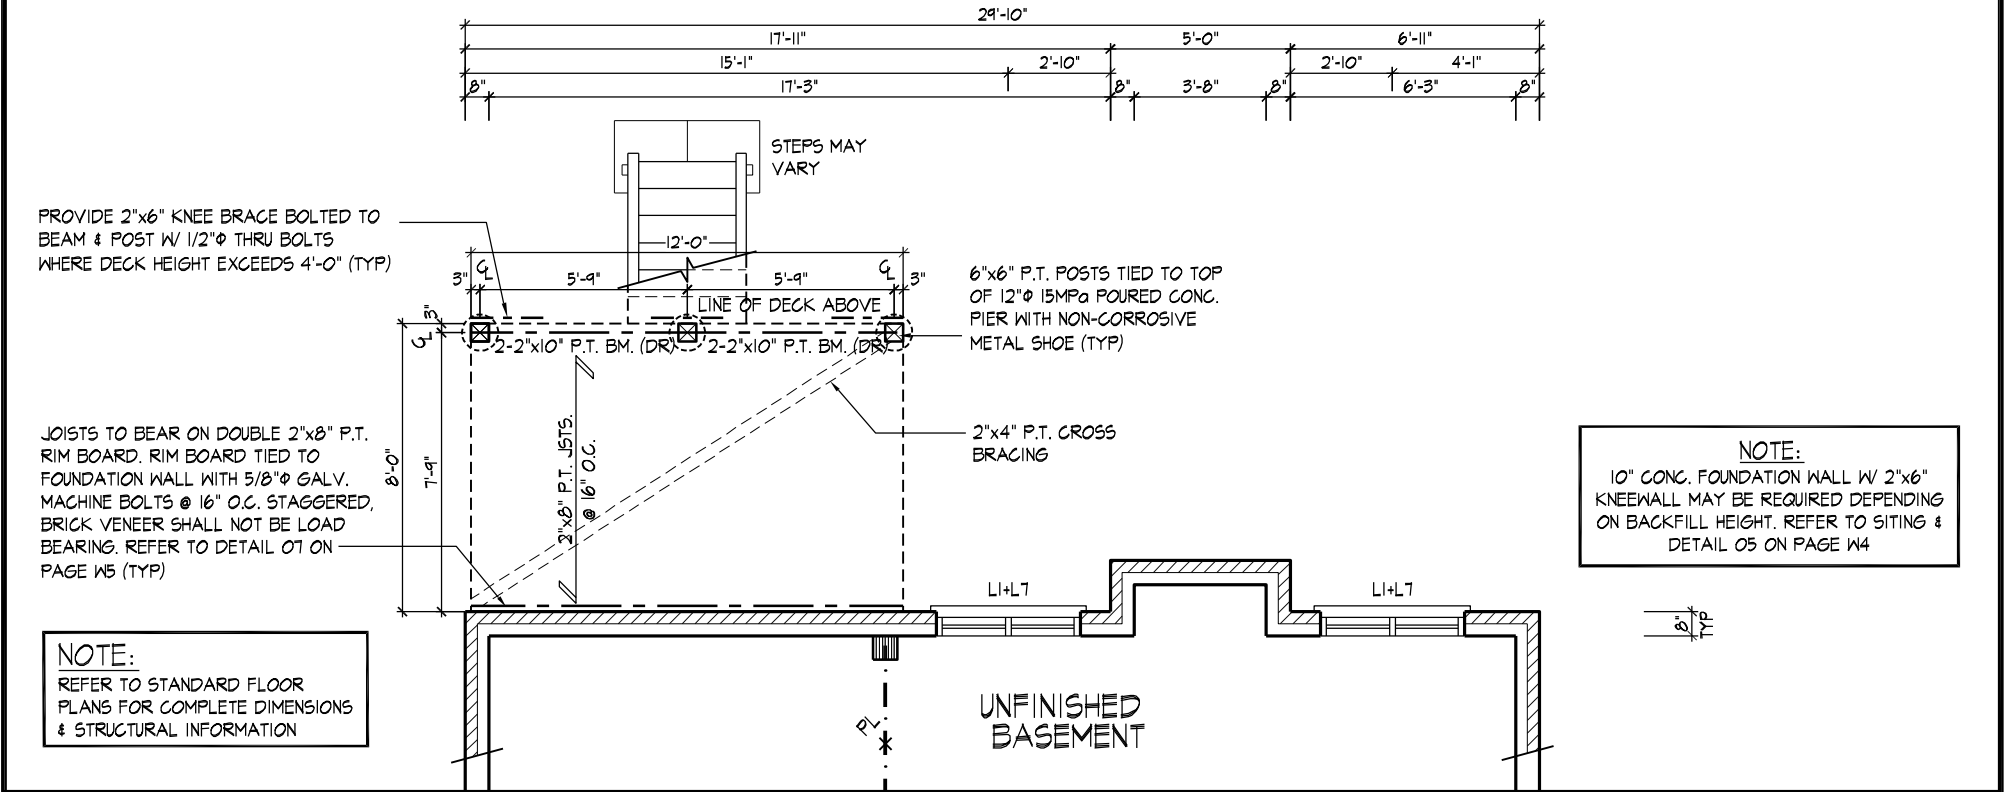 29'-10"
17'-11" 5'-0" 6'-11"
15'-1" 2'-10" 2'-10" 4'-1"
8" 17'-3" 8" 3'-8" 8" 6'-3" 8"
STEPS MAY
VARY
PROVIDE 2"x6" KNEE BRACE BOLTED TO
BEAM & POST W/ 1/2"Φ THRU BOLTS
WHERE DECK HEIGHT EXCEEDS 4'-0" (TYP)
12'-0"
3" ℄ 5'-9" 5'-9" ℄ 3"
LINE OF DECK ABOVE
6"x6" P.T. POSTS TIED TO TOP
OF 12"Φ 15MPa POURED CONC.
PIER WITH NON-CORROSIVE
METAL SHOE (TYP)
3"
℄
2-2"x10" P.T. BM. (DR) 2-2"x10" P.T. BM. (DR)
8'-0"
7'-9"
2"x8" P.T. JSTS.
@ 16" O.C.
2"x4" P.T. CROSS
BRACING
JOISTS TO BEAR ON DOUBLE 2"x8" P.T.
RIM BOARD. RIM BOARD TIED TO
FOUNDATION WALL WITH 5/8"Φ GALV.
MACHINE BOLTS @ 16" O.C. STAGGERED,
BRICK VENEER SHALL NOT BE LOAD
BEARING. REFER TO DETAIL 07 ON
PAGE W5 (TYP)
NOTE:
10" CONC. FOUNDATION WALL W/ 2"x6"
KNEEWALL MAY BE REQUIRED DEPENDING
ON BACKFILL HEIGHT. REFER TO SITING &
DETAIL 05 ON PAGE W4
L1+L7 L1+L7
8"
TYP
NOTE:
REFER TO STANDARD FLOOR
PLANS FOR COMPLETE DIMENSIONS
& STRUCTURAL INFORMATION
PL
UNFINISHED
BASEMENT